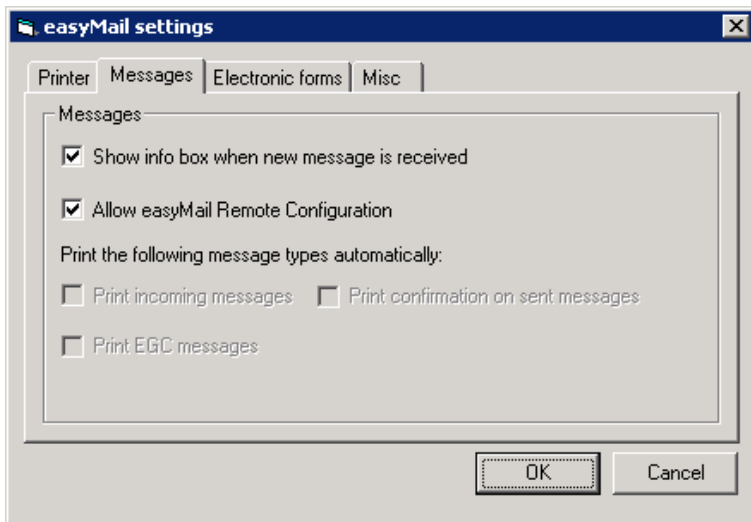 easyMail settings
Printer Messages Electronic forms Misc
Messages
Show info box when new message is received
Allow easyMail Remote Configuration
Print the following message types automatically:
Print incoming messages Print confirmation on sent messages
Print EGC messages
OK Cancel